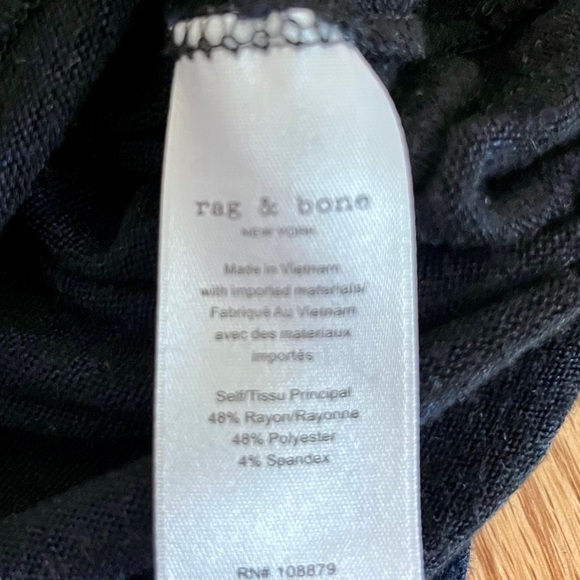 rag & bone
NEW YORK
Made in Vietnam
with imported materials/
Fabriqué Au Vietnam
avec des materiaux
importés
Self/Tissu Principal
48% Rayon/Rayonne
48% Polyester
4% Spandex
RN# 108879